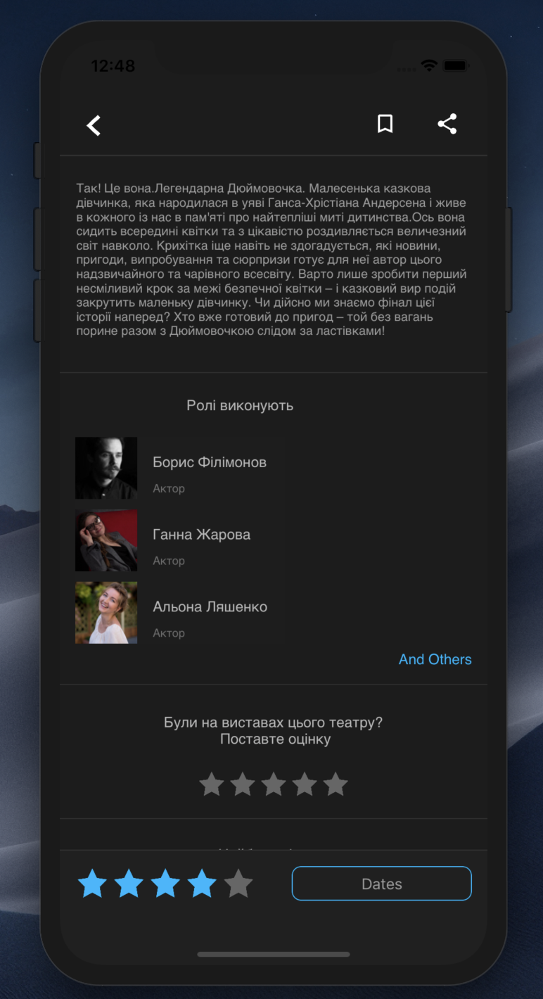 12:48
Так! Це вона.Легендарна Дюймовочка. Малесенька казкова
дівчинка, яка народилася в уяві Ганса-Хрістіана Андерсена і живе
в кожного із нас в пам'яті про найтепліші миті дитинства.Ось вона
сидить всередині квітки та з цікавістю роздивляється величезний
світ навколо. Крихітка іще навіть не здогадується, які новини,
пригоди, випробування та сюрпризи готує для неї автор цього
надзвичайного та чарівного всесвіту. Варто лише зробити перший
несміливий крок за межі безпечної квітки – і казковий вир подій
закрутить маленьку дівчинку. Чи дійсно ми знаємо фінал цієї
історії наперед? Хто вже готовий до пригод – той без вагань
порине разом з Дюймовочкою слідом за ластівками!
Ролі виконують
Борис Філімонов
Актор
Ганна Жарова
Актор
Альона Ляшенко
Актор
And Others
Були на виставах цього театру?
Поставте оцінку
Dates